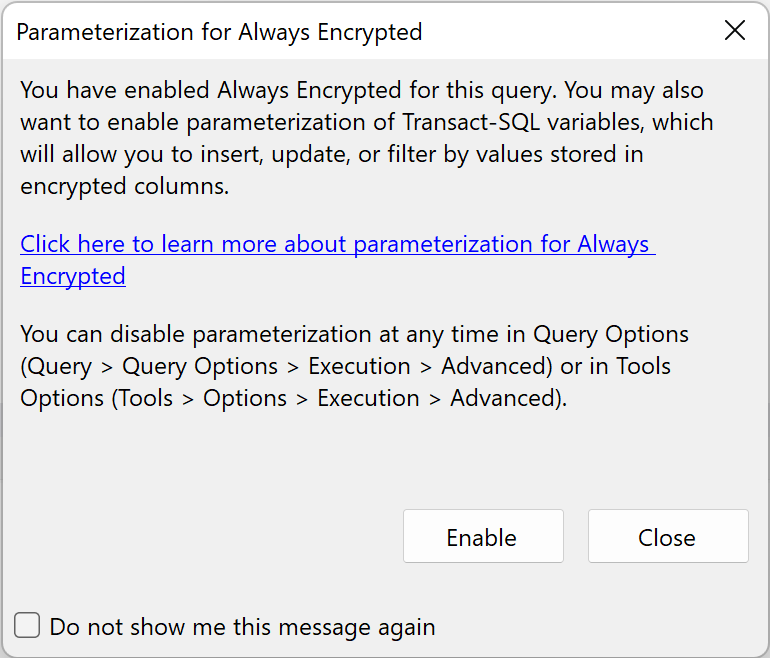 Parameterization for Always Encrypted
You have enabled Always Encrypted for this query. You may also
want to enable parameterization of Transact-SQL variables, which
will allow you to insert, update, or filter by values stored in
encrypted columns.
Click here to learn more about parameterization for Always
Encrypted
You can disable parameterization at any time in Query Options
(Query > Query Options > Execution > Advanced) or in Tools
Options (Tools > Options > Execution > Advanced).
Enable Close
Do not show me this message again